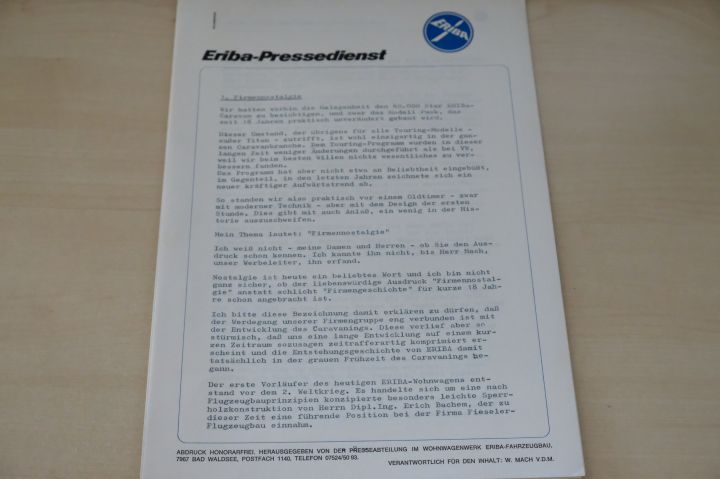 ERIBA
Eriba-Pressedienst
7. Firmennostalgie
Wir hatten vorhin die Gelegenheit den 50.000 Star ERIBA-
Caravan zu besichtigen, und zwar das Modell Puck, das
seit 18 Jahren praktisch unverändert gebaut wird.
Dieser Umstand, der übrigens für alle Touring-Modelle -
außer Titan - zutrifft, ist wohl einzigartig in der gan-
zen Caravanbranche. Dem Touring-Programm wurden in dieser
langen Zeit weniger Änderungen durchgeführt als bei VW,
weil wir beim besten Willen nichts wesentliches zu ver-
bessern fanden.
Das Programm hat aber nicht etwa an Beliebtheit eingebüßt,
im Gegenteil, in den letzten Jahren zeichnete sich ein
neuer kräftiger Aufwärtstrend ab.
So standen wir also praktisch vor einem Oldtimer - zwar
mit moderner Technik - aber mit dem Design der ersten
Stunde. Dies gibt mit auch Anlaß, ein wenig in der His-
torie auszuschweifen.
Mein Thema lautet: "Firmennostalgie"
Ich weiß nicht - meine Damen und Herren - ob Sie den Aus-
druck schon kennen. Ich kannte ihn nicht, bis Herr Mach,
unser Werbeleiter, ihn erfand.
Nostalgie ist heute ein beliebtes Wort und ich bin nicht
ganz sicher, ob der liebenswürdige Ausdruck "Firmennostal-
gie" anstatt schlicht "Firmengeschichte" für kurze 18 Jah-
re schon angebracht ist.
Ich bitte diese Bezeichnung damit erklären zu dürfen, daß
der Werdegang unserer Firmengruppe eng verbunden ist mit
der Entwicklung des Caravanings. Diese verlief aber so
stürmisch, daß uns eine lange Entwicklung auf einem kur-
zen Zeitraum sozusagen zeitrafferartig komprimiert er-
scheint und die Entstehungsgeschichte von ERIBA damit
tatsächlich in der grauen Frühzeit des Caravanings be-
gann.
Der erste Vorläufer des heutigen ERIBA-Wohnwagens ent-
stand vor dem 2. Weltkrieg. Es handelte sich um eine nach
Flugzeugbauprinzipien konzipierte besonders leichte Sperr-
holzkonstruktion von Herrn Dipl.Ing. Erich Bachem, der zu
dieser Zeit eine führende Position bei der Firma Fieseler-
Flugzeugbau einnahm.
ABDRUCK HONORARFREI. HERAUSGEGEBEN VON DER PRESSEABTEILUNG IM WOHNWAGENWERK ERIBA-FAHRZEUGBAU,
7967 BAD WALDSEE, POSTFACH 1140, TELEFON 07524/50 93.
VERANTWORTLICH FÜR DEN INHALT: W. MACH V.D.M.